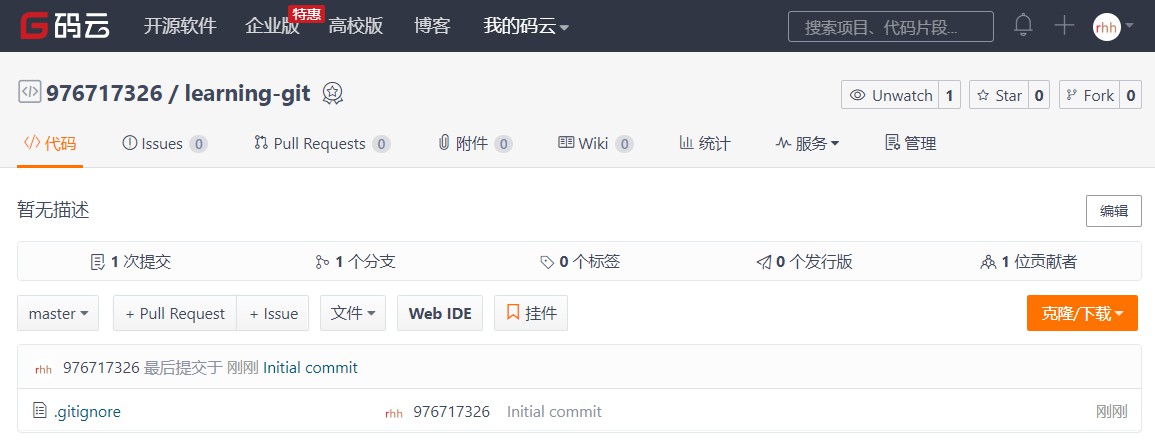 码云 开源软件 企业版 特惠 高校版 博客 我的码云 搜索项目、代码片段... rhh
976717326 / learning-git Unwatch 1 Star 0 Fork 0
代码 Issues 0 Pull Requests 0 附件 0 Wiki 0 统计 服务 管理
暂无描述 编辑
1 次提交 1 个分支 0 个标签 0 个发行版 1 位贡献者
master + Pull Request + Issue 文件 Web IDE 挂件 克隆/下载
rhh 976717326 最后提交于 刚刚 Initial commit
.gitignore rhh 976717326 Initial commit 刚刚